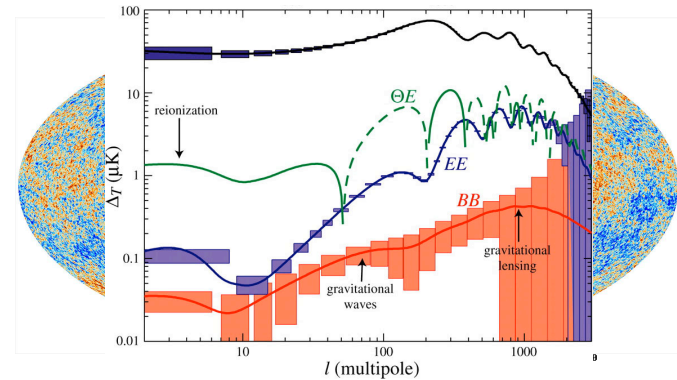 100
10
1
0.1
0.01
Δ_T (μK)
reionization
ΘE
EE
BB
gravitational
waves
gravitational
lensing
10
100
1000
l (multipole)